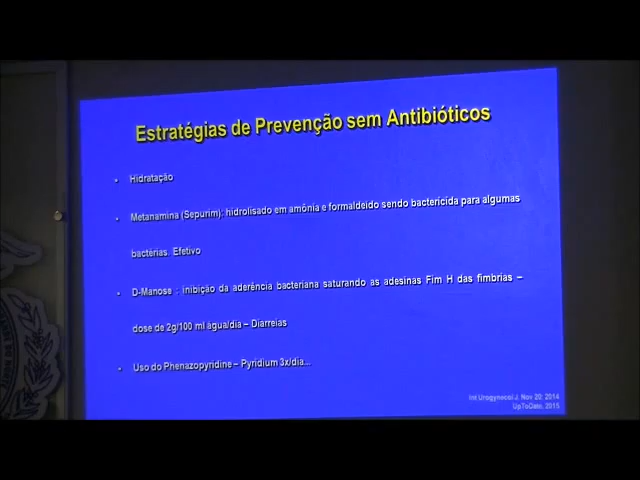 Estratégias de Prevenção sem Antibióticos
• Hidratação
• Metanamina (Sepurim): hidrolisado em amônia e formaldeido sendo bactericida para algumas
bactérias. Efetivo
• D-Manose : inibição da aderência bacteriana saturando as adesinas Fim H das fimbrias –
dose de 2g/100 ml água/dia – Diarreias
• Uso do Phenazopyridine – Pyridium 3x/dia...
Int Urogynecol J. Nov 20; 2014
UpToDate, 2015